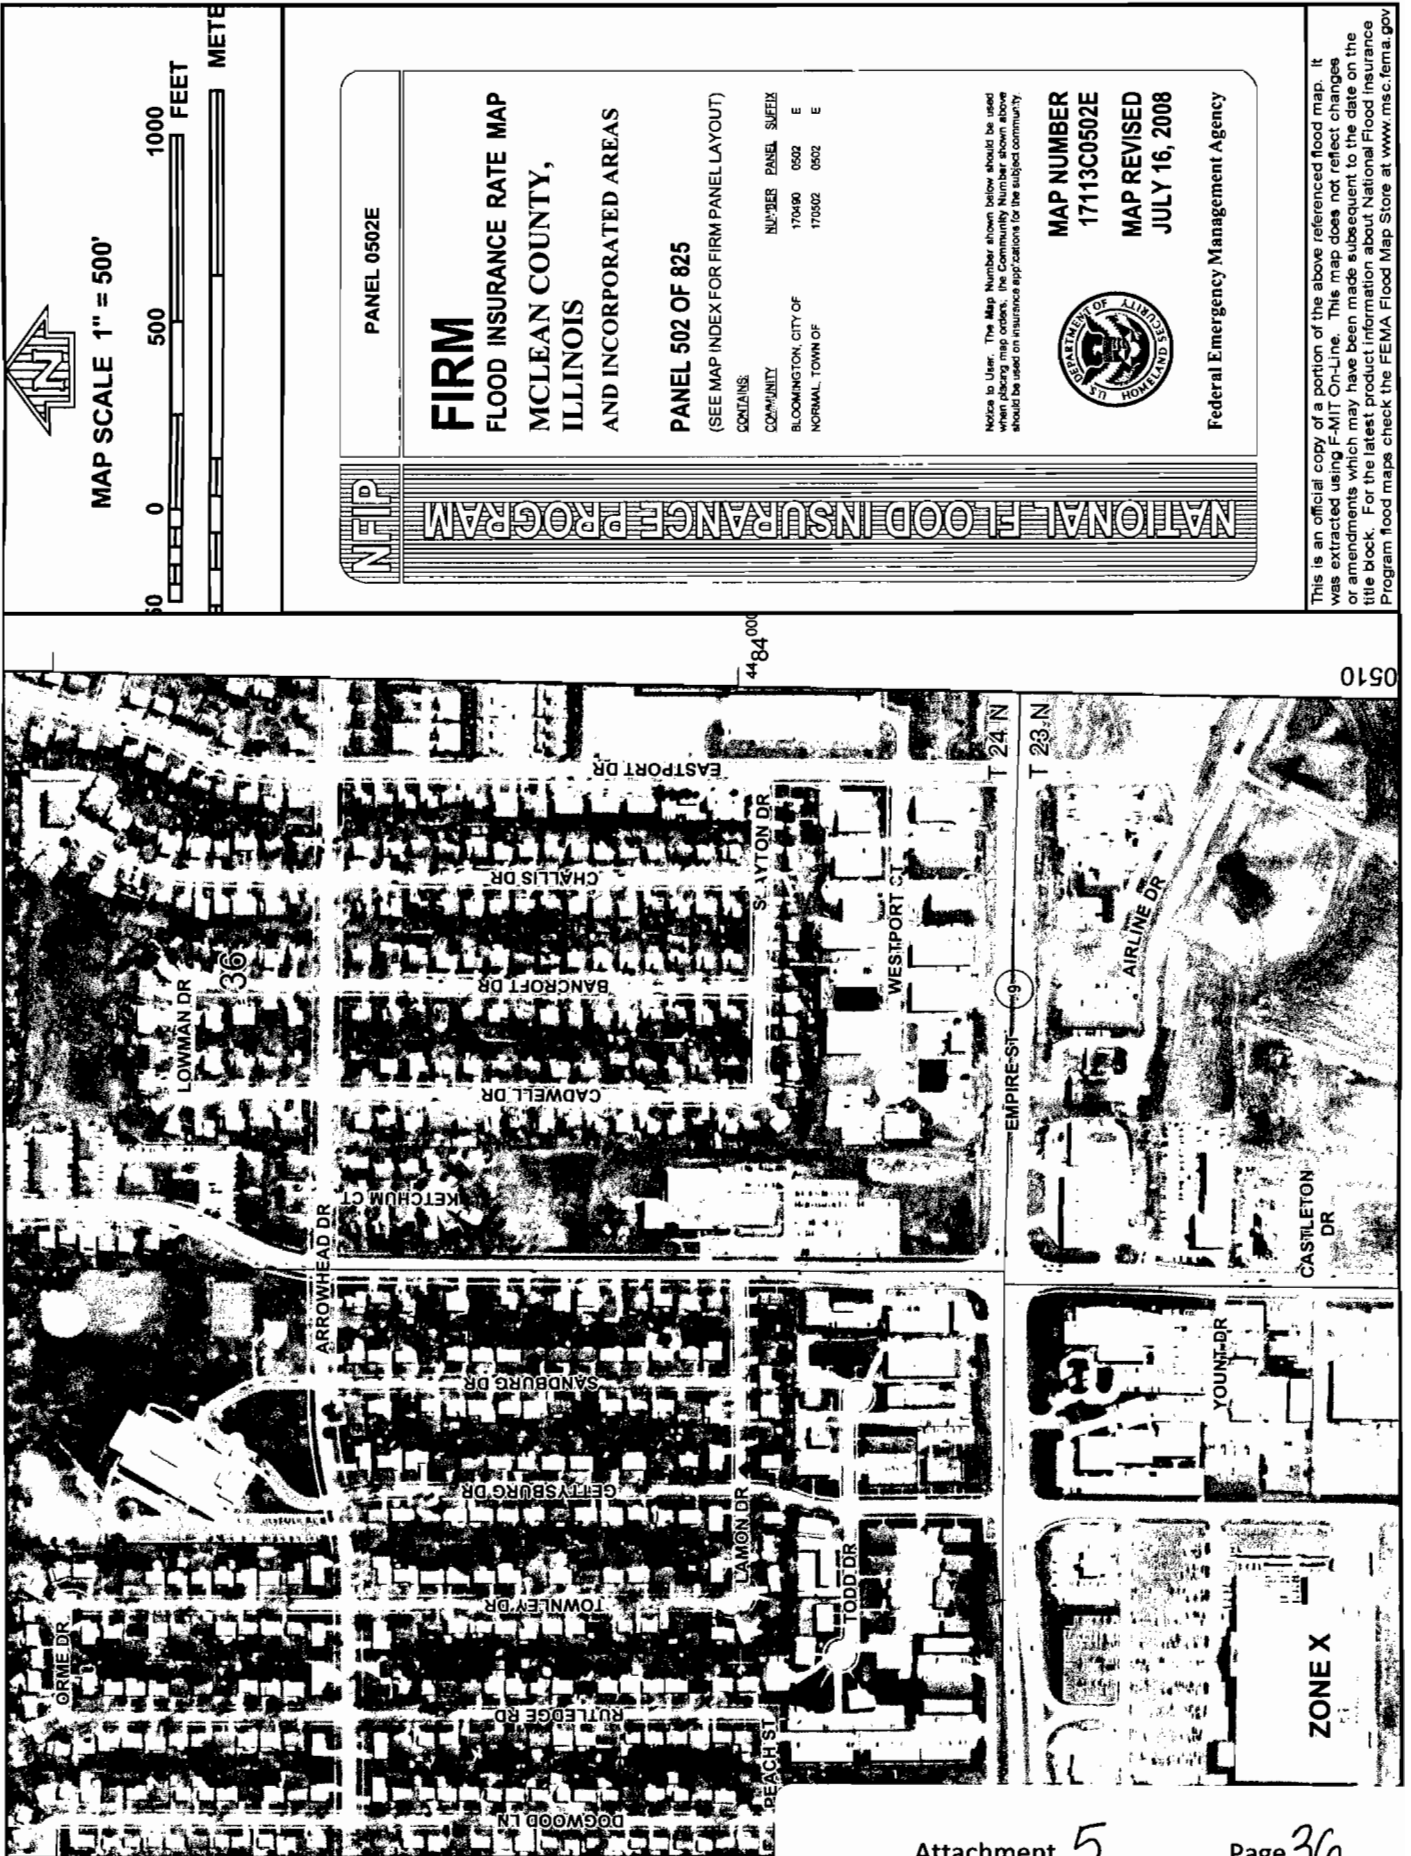 N
MAP SCALE 1" = 500'
0 500 1000
FEET
METE
NFIP
PANEL 0502E
FIRM
FLOOD INSURANCE RATE MAP
MCLEAN COUNTY,
ILLINOIS
AND INCORPORATED AREAS
PANEL 502 OF 825
(SEE MAP INDEX FOR FIRM PANEL LAYOUT)
CONTAINS:
COMMUNITY NUMBER PANEL SUFFIX
BLOOMINGTON, CITY OF 170490 0502 E
NORMAL, TOWN OF 170502 0502 E
Notice to User. The Map Number shown below should be used
when placing map orders; the Community Number shown above
should be used on insurance applications for the subject community.
MAP NUMBER
17113C0502E
MAP REVISED
JULY 16, 2008
U.S. DEPARTMENT OF HOMELAND SECURITY
Federal Emergency Management Agency
NATIONAL FLOOD INSURANCE PROGRAM
This is an official copy of a portion of the above referenced flood map. It
was extracted using F-MIT On-Line. This map does not reflect changes
or amendments which may have been made subsequent to the date on the
title block. For the latest product information about National Flood Insurance
Program flood maps check the FEMA Flood Map Store at www.msc.fema.gov
4484000
0510
EASTPORT DR
T 24 N
T 23 N
SLAYTON DR
CHALLIS DR
WESTPORT CT
AIRLINE DR
LOWMAN DR
36
BANCROFT DR
9
EMPIRE ST
CADWELL DR
KETCHUM CT
ARROWHEAD DR
CASTLETON
DR
SANDBURG DR
YOUNT DR
GETTYSBURG DR
LAMON DR
TODD DR
TOWNLEY DR
ORME DR
RUTLEDGE RD
PEACH ST
DOGWOOD LN
ZONE X
Attachment 5 Page 36